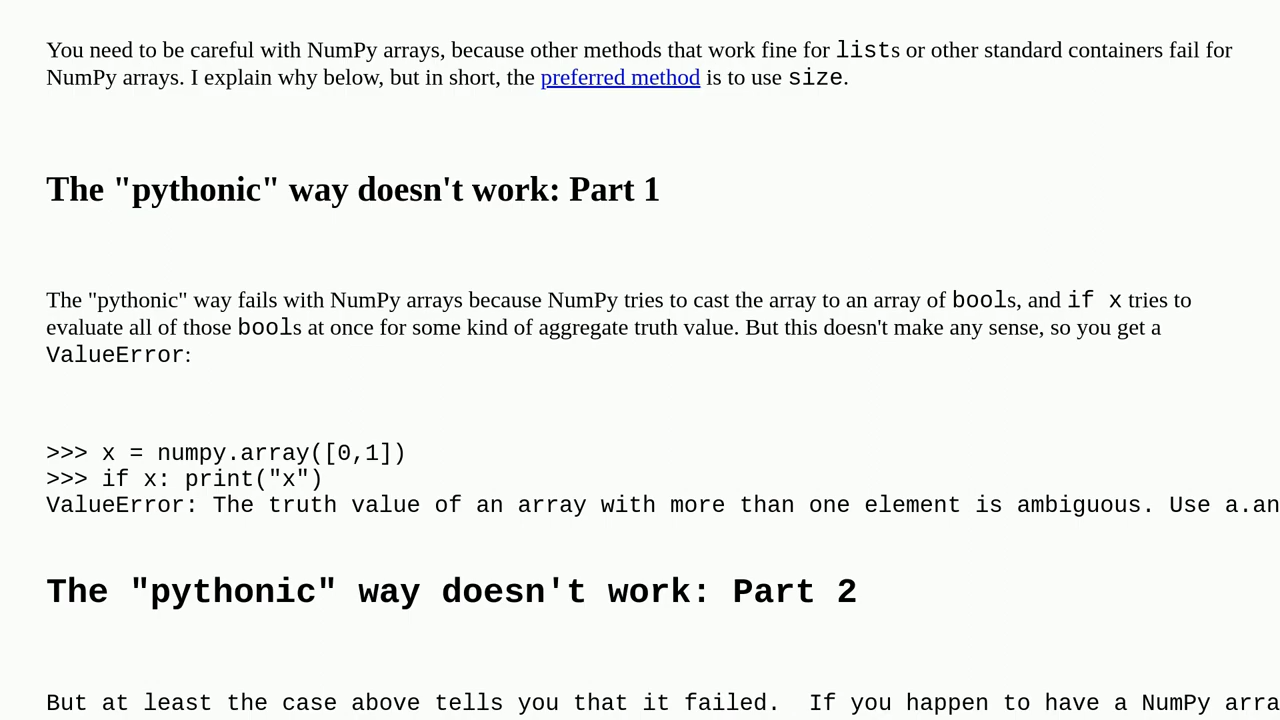 You need to be careful with NumPy arrays, because other methods that work fine for lists or other standard containers fail for
NumPy arrays. I explain why below, but in short, the preferred method is to use size.
The "pythonic" way doesn't work: Part 1
The "pythonic" way fails with NumPy arrays because NumPy tries to cast the array to an array of bools, and if x tries to
evaluate all of those bools at once for some kind of aggregate truth value. But this doesn't make any sense, so you get a
ValueError:
>>> x = numpy.array([0,1])
>>> if x: print("x")
ValueError: The truth value of an array with more than one element is ambiguous. Use a.an
The "pythonic" way doesn't work: Part 2
But at least the case above tells you that it failed.  If you happen to have a NumPy arra